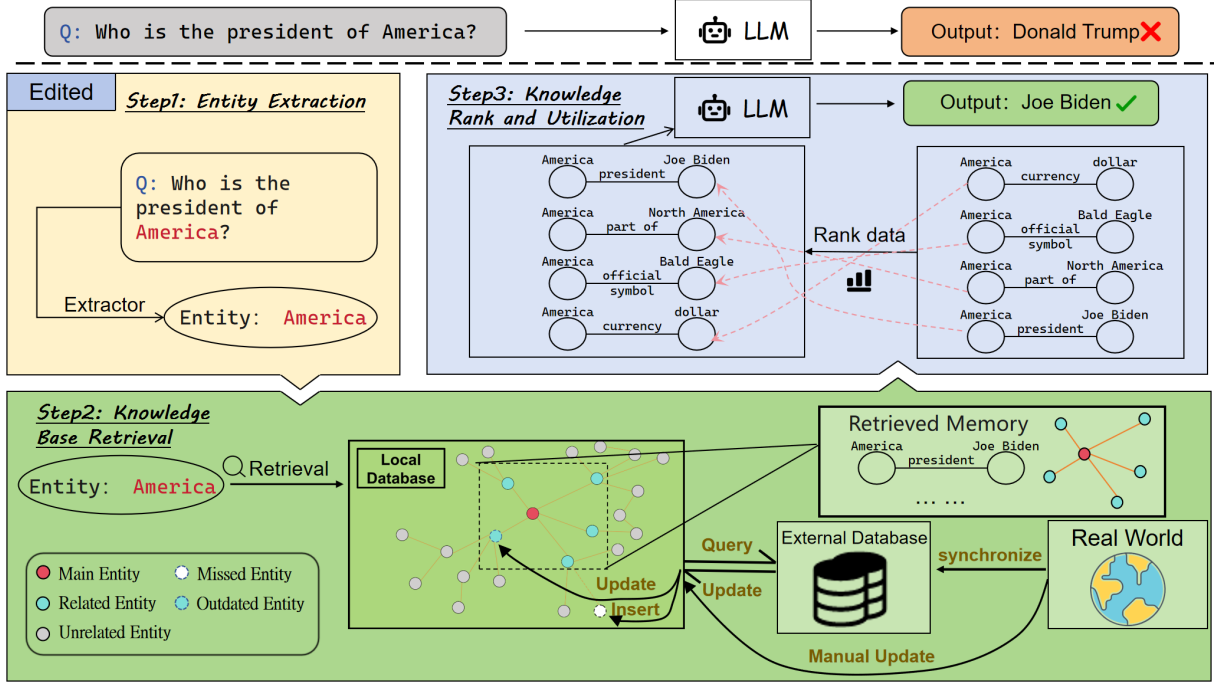 Q: Who is the president of America?
LLM
Output: Donald Trump
Edited
Step1: Entity Extraction
Q: Who is the
president of
America?
Extractor
Entity: America
Step3: Knowledge
Rank and Utilization
LLM
Output: Joe Biden
America
Joe Biden
president
America
North America
part of
America
Bald Eagle
official
symbol
America
dollar
currency
Rank data
America
dollar
currency
America
Bald Eagle
official
symbol
America
North America
part of
America
Joe Biden
president
Step2: Knowledge
Base Retrieval
Entity: America
Retrieval
Local
Database
Retrieved Memory
America
Joe Biden
president
... ...
Main Entity
Missed Entity
Related Entity
Outdated Entity
Unrelated Entity
Update
Insert
Query
Update
External Database
synchronize
Real World
Manual Update